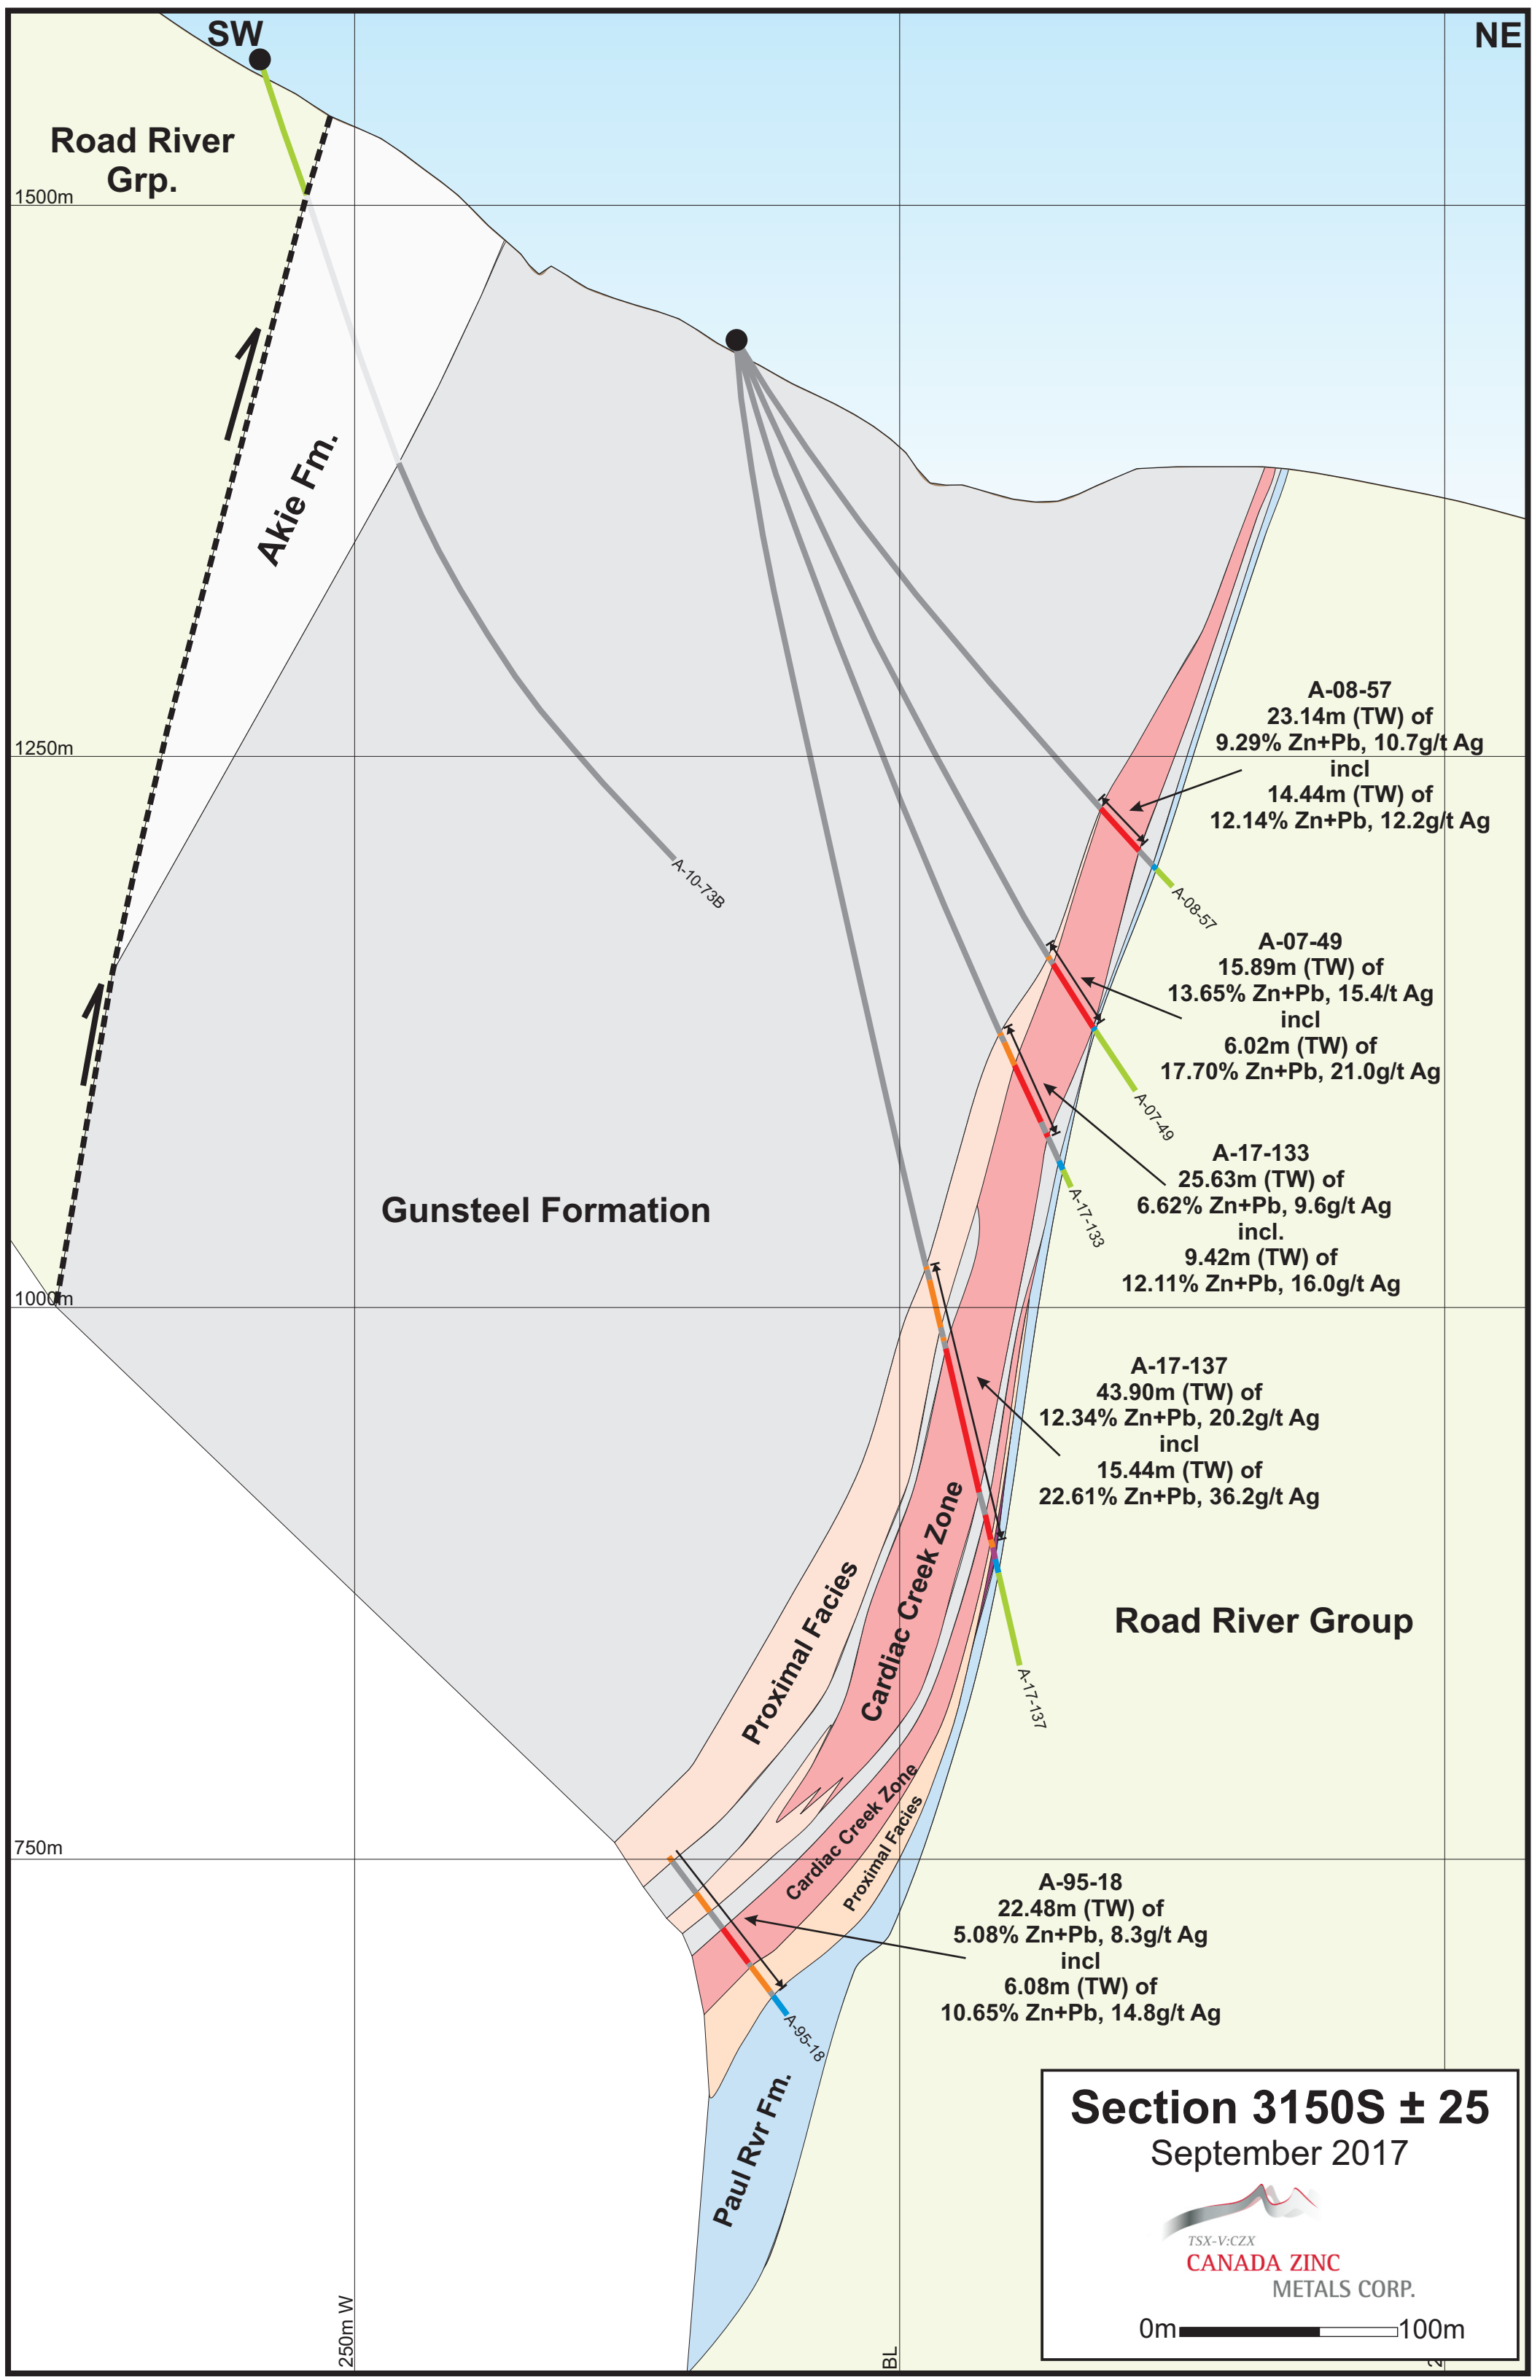 SW
NE
Road River
Grp.
1500m
Akie Fm.
1250m
A-10-73B
A-08-57
23.14m (TW) of
9.29% Zn+Pb, 10.7g/t Ag
incl
14.44m (TW) of
12.14% Zn+Pb, 12.2g/t Ag
A-08-57
A-07-49
15.89m (TW) of
13.65% Zn+Pb, 15.4/t Ag
incl
6.02m (TW) of
17.70% Zn+Pb, 21.0g/t Ag
A-07-49
A-17-133
25.63m (TW) of
6.62% Zn+Pb, 9.6g/t Ag
incl.
9.42m (TW) of
12.11% Zn+Pb, 16.0g/t Ag
A-17-133
Gunsteel Formation
1000m
A-17-137
43.90m (TW) of
12.34% Zn+Pb, 20.2g/t Ag
incl
15.44m (TW) of
22.61% Zn+Pb, 36.2g/t Ag
A-17-137
Proximal Facies
Cardiac Creek Zone
Road River Group
Cardiac Creek Zone
Proximal Facies
750m
A-95-18
22.48m (TW) of
5.08% Zn+Pb, 8.3g/t Ag
incl
6.08m (TW) of
10.65% Zn+Pb, 14.8g/t Ag
A-95-18
Paul Rvr Fm.
250m W
BL
Section 3150S ± 25
September 2017
TSX-V:CZX
CANADA ZINC
METALS CORP.
0m 100m